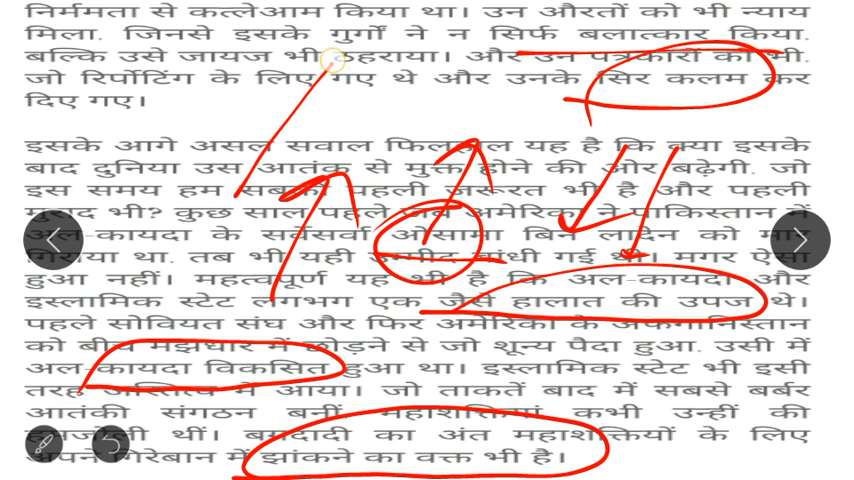 निर्ममता से कत्लेआम किया था। उन औरतों को भी न्याय
मिला. जिनसे इसके गुर्गों ने न सिर्फ बलात्कार किया.
बल्कि उसे जायज भी ठहराया। और उन पत्रकारों को भी.
जो रिर्पोटिंग के लिए गए थे और उनके सिर कलम कर
दिए गए।
इसके आगे असल सवाल फिलहाल यह है कि क्या इसके
बाद दुनिया उस आतंक से मुक्त होने की ओर बढ़ेगी. जो
इस समय हम सबकी पहली जरूरत भी है और पहली
मुराद भी? कुछ साल पहले जब अमेरिका ने पाकिस्तान में
अल-कायदा के सर्वेसर्वा ओसामा बिन लादेन को मार
गिराया था. तब भी यही उम्मीद बांधी गई थी। मगर ऐसा
हुआ नहीं। महत्वपूर्ण यह भी है कि अल-कायदा और
इस्लामिक स्टेट लगभग एक जैसे हालात की उपज थे।
पहले सोवियत संघ और फिर अमेरिका के अफगानिस्तान
को बीच मझधार में छोड़ने से जो शून्य पैदा हुआ. उसी में
अल-कायदा विकसित हुआ था। इस्लामिक स्टेट भी इसी
तरह अस्तित्व में आया। जो ताकतें बाद में सबसे बर्बर
आतंकी संगठन बनीं महाशक्तियां कभी उन्हीं की
थीं। बगदादी का अंत महाशक्तियों के लिए
अपने गिरेबान में झांकने का वक्त भी है।